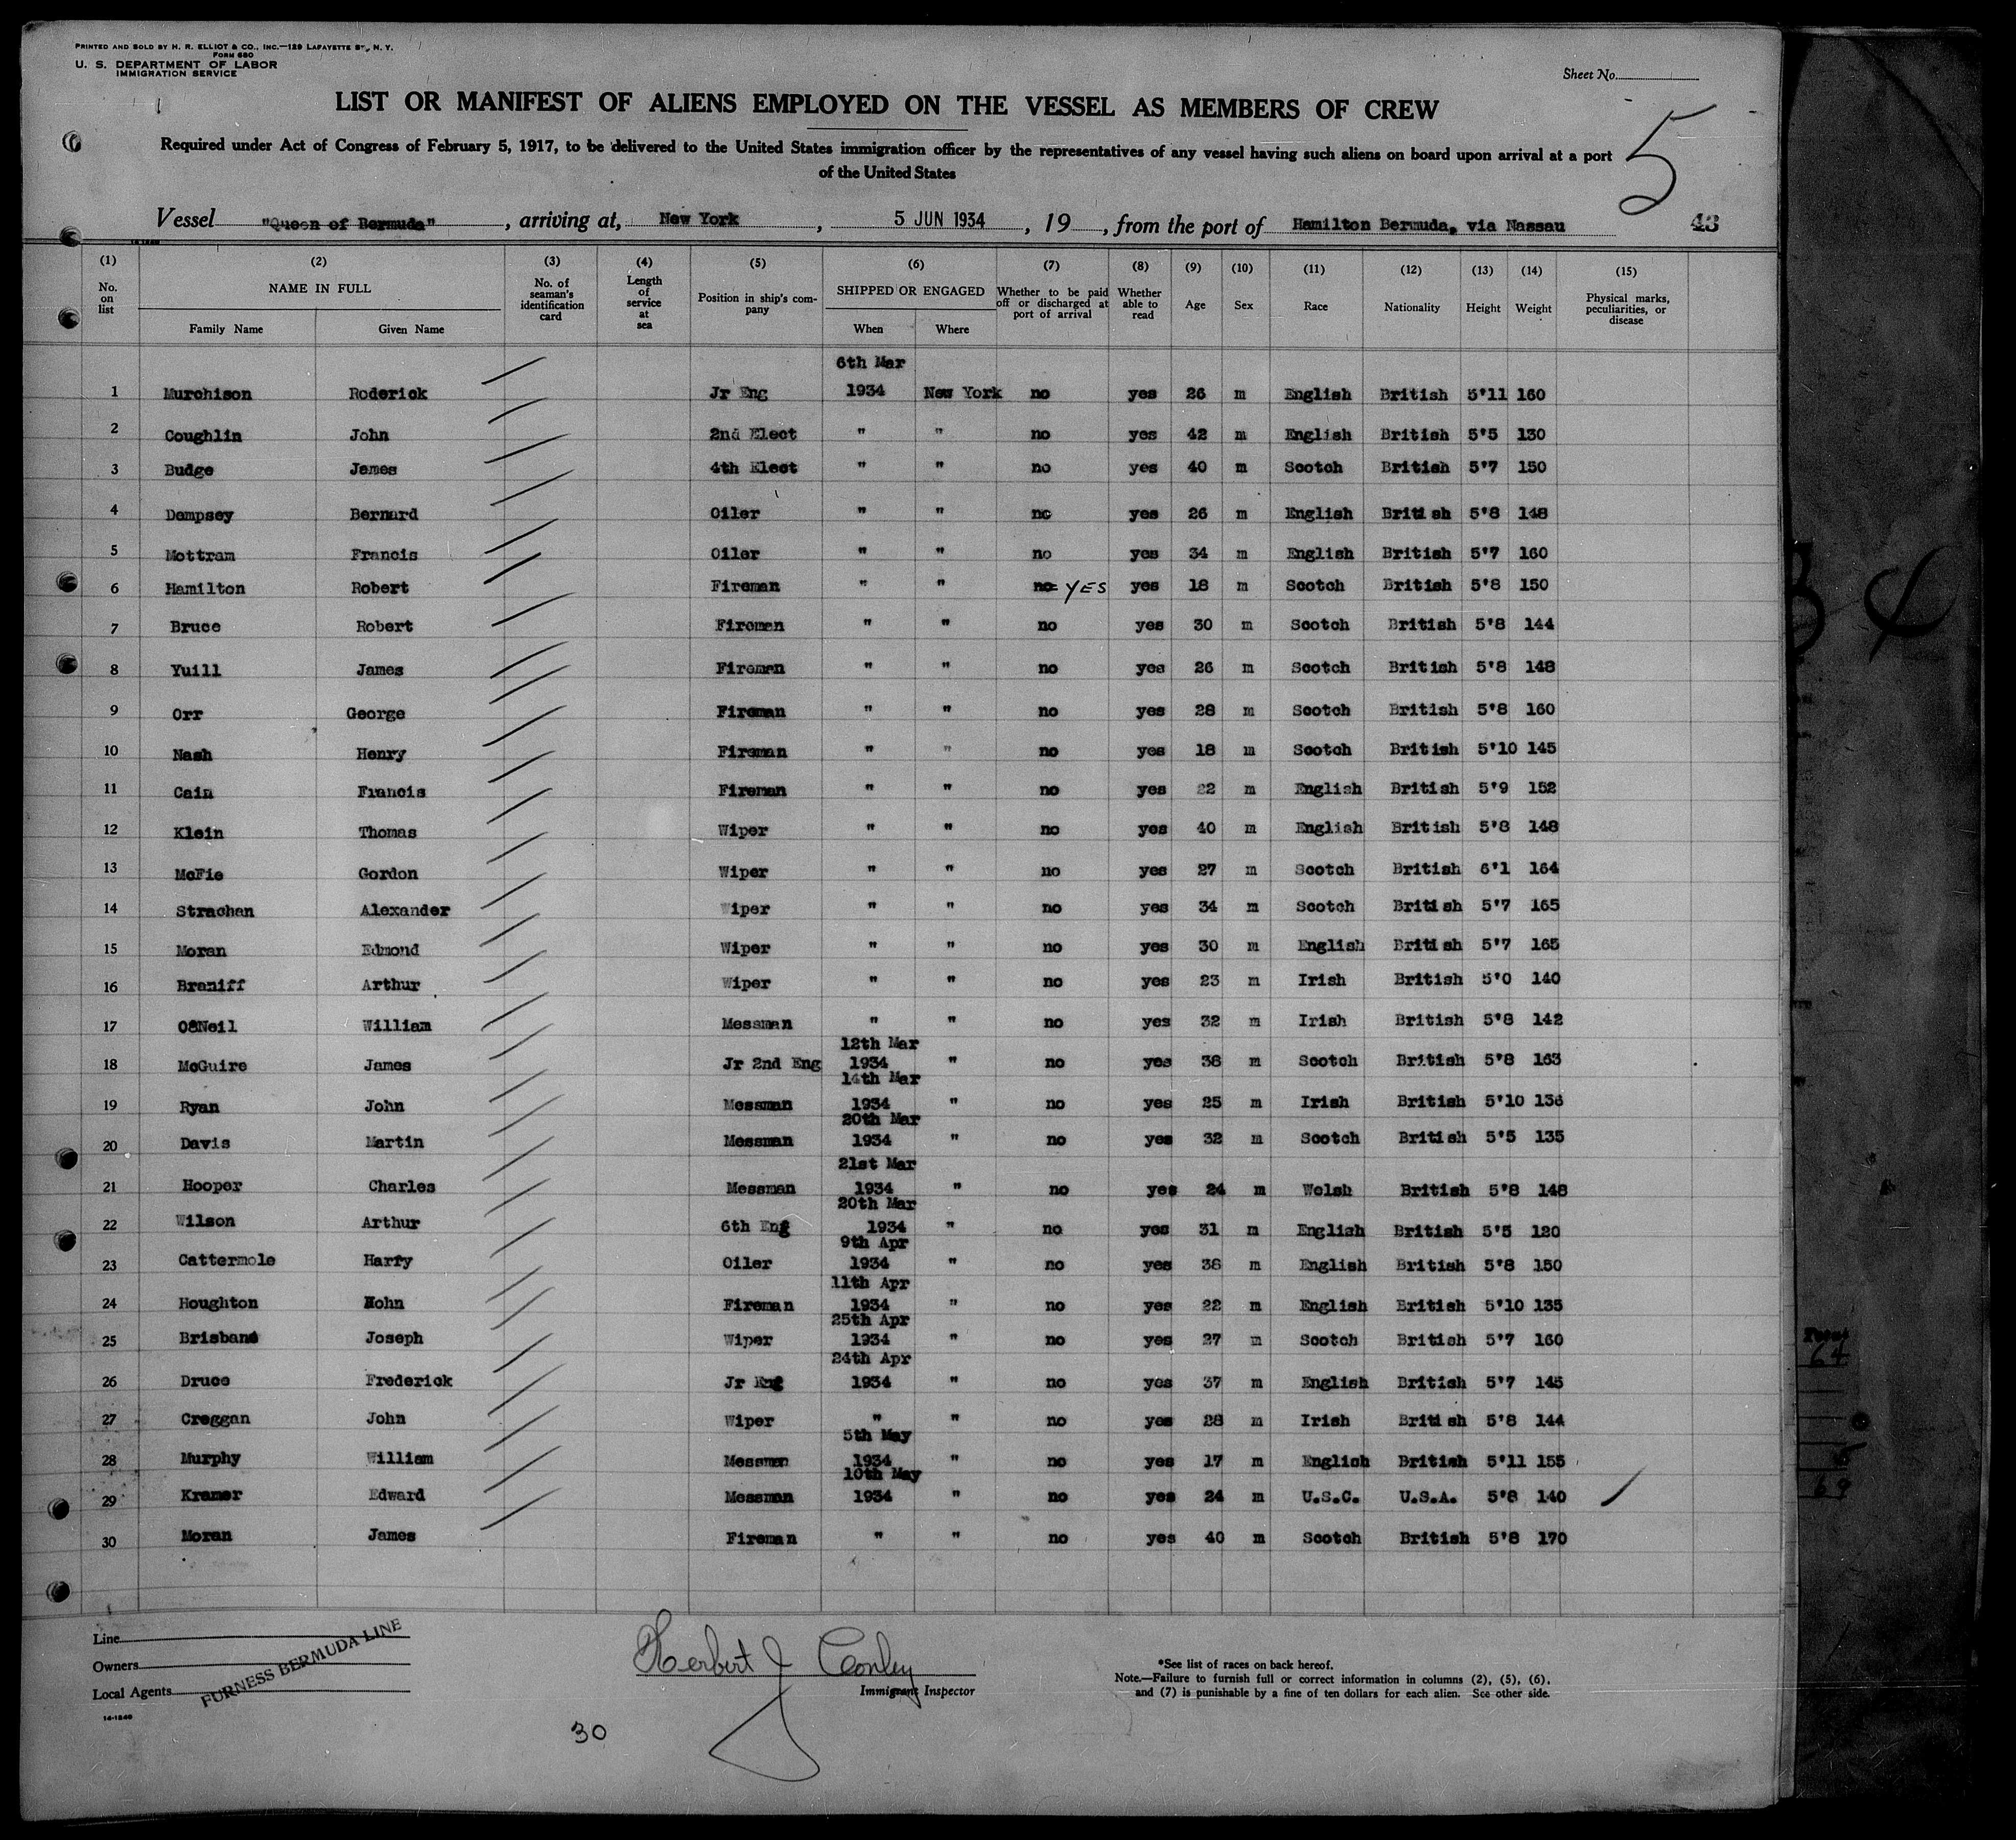 PRINTED AND SOLD BY H. R. ELLIOT & CO., INC.—129 LAFAYETTE ST., N. Y.
FORM 680
U. S. DEPARTMENT OF LABOR
IMMIGRATION SERVICE
Sheet No.
LIST OR MANIFEST OF ALIENS EMPLOYED ON THE VESSEL AS MEMBERS OF CREW
5
Required under Act of Congress of February 5, 1917, to be delivered to the United States immigration officer by the representatives of any vessel having such aliens on board upon arrival at a port
of the United States
Vessel "Queen of Bermuda", arriving at, New York, 5 JUN 1934, 19, from the port of Hamilton Bermuda, via Nassau 43
(1) (2) (3) (4) (5) (6) (7) (8) (9) (10) (11) (12) (13) (14) (15)
No. on list NAME IN FULL Family Name Given Name No. of seaman's identification card Length of service at sea Position in ship's company SHIPPED OR ENGAGED When Where Whether to be paid off or discharged at port of arrival Whether able to read Age Sex Race Nationality Height Weight Physical marks, peculiarities, or disease
6th Mar
1 Murchison Roderick Jr Eng 1934 New York no yes 26 m English British 5'11 160
2 Coughlin John 2nd Elect " " no yes 42 m English British 5'5 130
3 Budge James 4th Elect " " no yes 40 m Scotch British 5'7 150
4 Dempsey Bernard Oiler " " no yes 26 m English British 5'8 148
5 Mottram Francis Oiler " " no yes 34 m English British 5'7 160
6 Hamilton Robert Fireman " " no YES yes 18 m Scotch British 5'8 150
7 Bruce Robert Fireman " " no yes 30 m Scotch British 5'8 144
8 Yuill James Fireman " " no yes 26 m Scotch British 5'8 148
9 Orr George Fireman " " no yes 28 m Scotch British 5'8 160
10 Nash Henry Fireman " " no yes 18 m Scotch British 5'10 145
11 Cain Francis Fireman " " no yes 22 m English British 5'9 152
12 Klein Thomas Wiper " " no yes 40 m English British 5'8 148
13 McFie Gordon Wiper " " no yes 27 m Scotch British 6'1 164
14 Strachan Alexander Wiper " " no yes 34 m Scotch British 5'7 165
15 Moran Edmond Wiper " " no yes 30 m English British 5'7 165
16 Braniff Arthur Wiper " " no yes 23 m Irish British 5'0 140
17 O8Neil William Messman " " no yes 32 m Irish British 5'8 142
12th Mar
18 McGuire James Jr 2nd Eng 1934 " no yes 36 m Scotch British 5'8 163
14th Mar
19 Ryan John Messman 1934 " no yes 25 m Irish British 5'10 136
20th Mar
20 Davis Martin Messman 1934 " no yes 32 m Scotch British 5'5 135
21st Mar
21 Hooper Charles Messman 1934 " no yes 24 m Welsh British 5'8 148
20th Mar
22 Wilson Arthur 6th Eng 1934 " no yes 31 m English British 5'5 120
9th Apr
23 Cattermole Harry Oiler 1934 " no yes 36 m English British 5'8 150
11th Apr
24 Houghton John Fireman 1934 " no yes 22 m English British 5'10 135
25th Apr
25 Brisbane Joseph Wiper 1934 " no yes 27 m Scotch British 5'7 160
24th Apr
26 Druce Frederick Jr Eng 1934 " no yes 37 m English British 5'7 145
27 Creggan John Wiper " " no yes 28 m Irish British 5'8 144
5th May
28 Murphy William Messman 1934 " no yes 17 m English British 5'11 155
10th May
29 Kramer Edward Messman 1934 " no yes 24 m U.S.C. U.S.A. 5'8 140
30 Moran James Fireman " " no yes 40 m Scotch British 5'8 170
Line
Owners
Local Agents
FURNESS BERMUDA LINE
14-1240
Herbert J Conley
Immigrant Inspector
*See list of races on back hereof.
Note.—Failure to furnish full or correct information in columns (2), (5), (6),
and (7) is punishable by a fine of ten dollars for each alien. See other side.
30
64
69